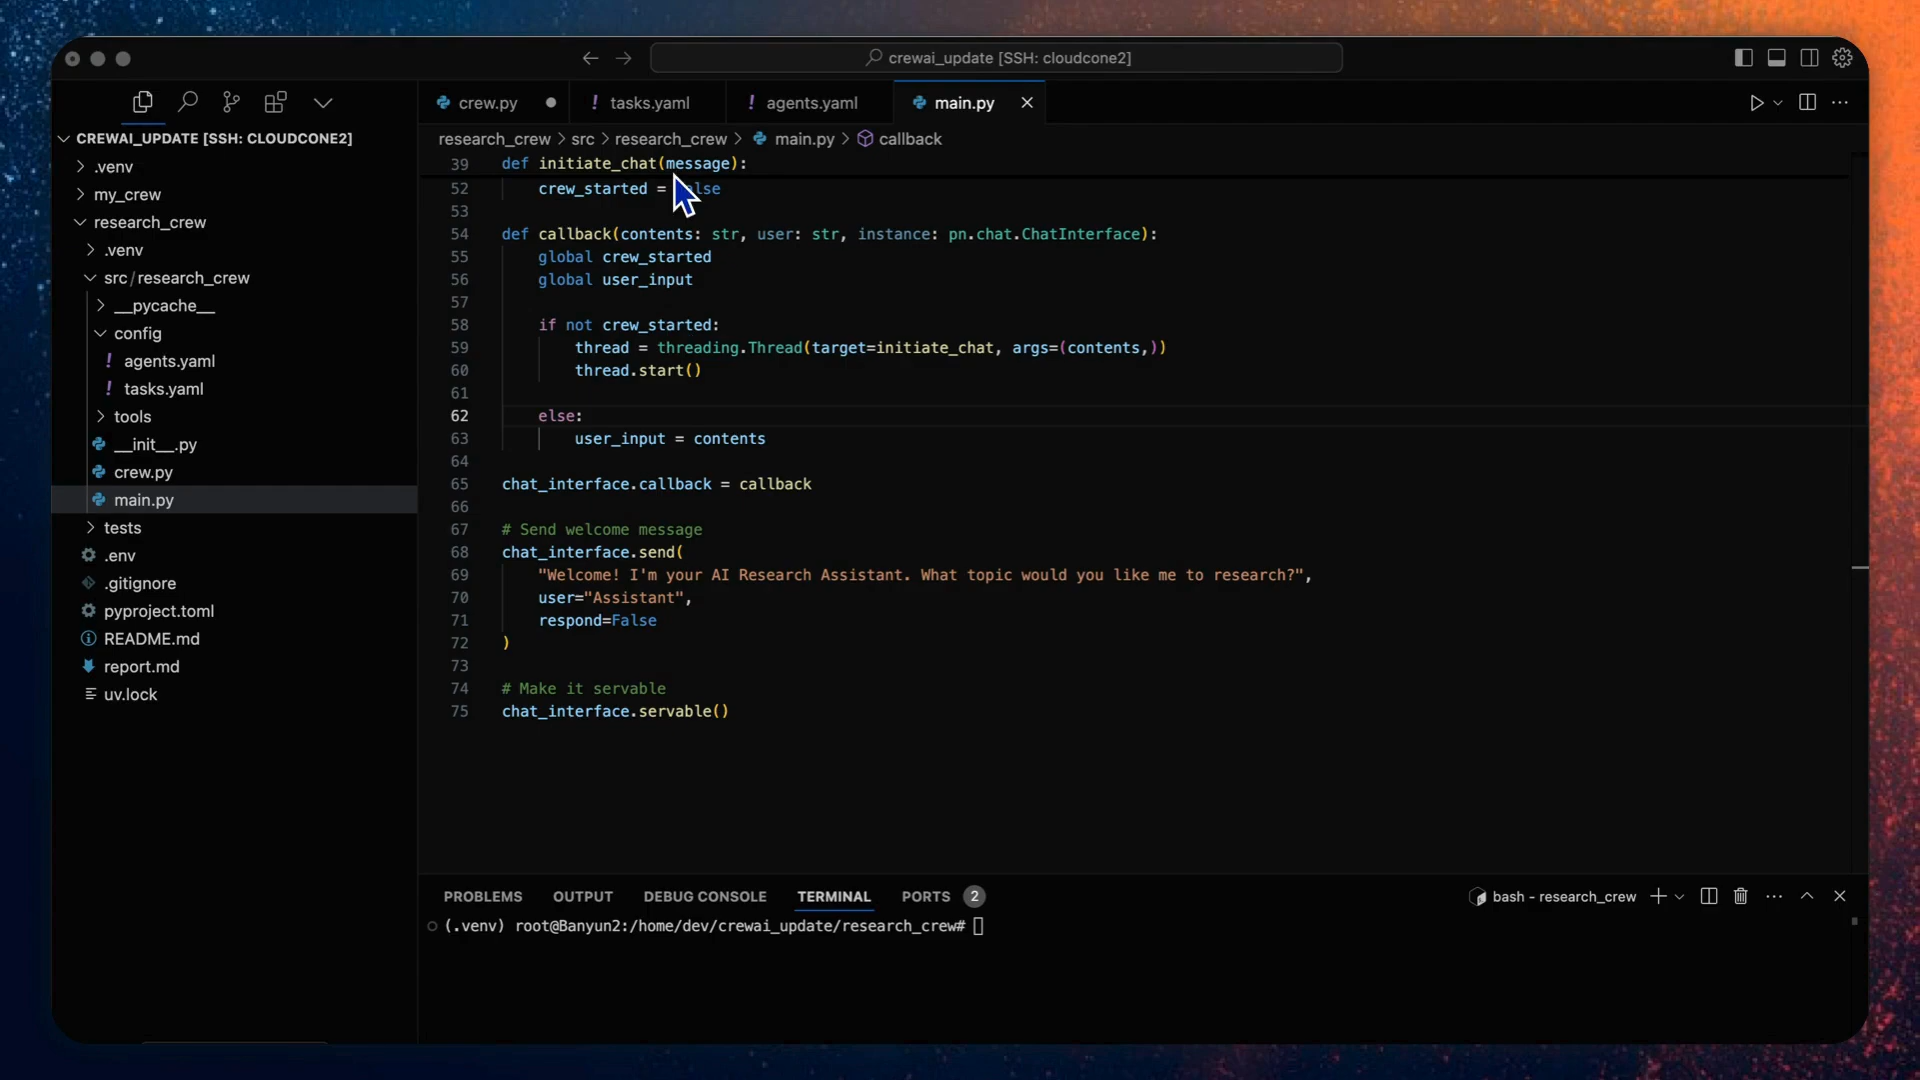 crewai_update [SSH: cloudcone2]
crew.py
tasks.yaml
agents.yaml
main.py
CREWAI_UPDATE [SSH: CLOUDCONE2]
.venv
my_crew
research_crew
.venv
src/research_crew
__pycache__
config
agents.yaml
tasks.yaml
tools
__init__.py
crew.py
main.py
tests
.env
.gitignore
pyproject.toml
README.md
report.md
uv.lock
research_crew > src > research_crew > main.py > callback
39 def initiate_chat(message):
52 crew_started = False
53
54 def callback(contents: str, user: str, instance: pn.chat.ChatInterface):
55 global crew_started
56 global user_input
57
58 if not crew_started:
59 thread = threading.Thread(target=initiate_chat, args=(contents,))
60 thread.start()
61
62 else:
63 user_input = contents
64
65 chat_interface.callback = callback
66
67 # Send welcome message
68 chat_interface.send(
69 "Welcome! I'm your AI Research Assistant. What topic would you like me to research?",
70 user="Assistant",
71 respond=False
72 )
73
74 # Make it servable
75 chat_interface.servable()
PROBLEMS OUTPUT DEBUG CONSOLE TERMINAL PORTS 2
bash - research_crew
(.venv) root@Banyun2:/home/dev/crewai_update/research_crew#